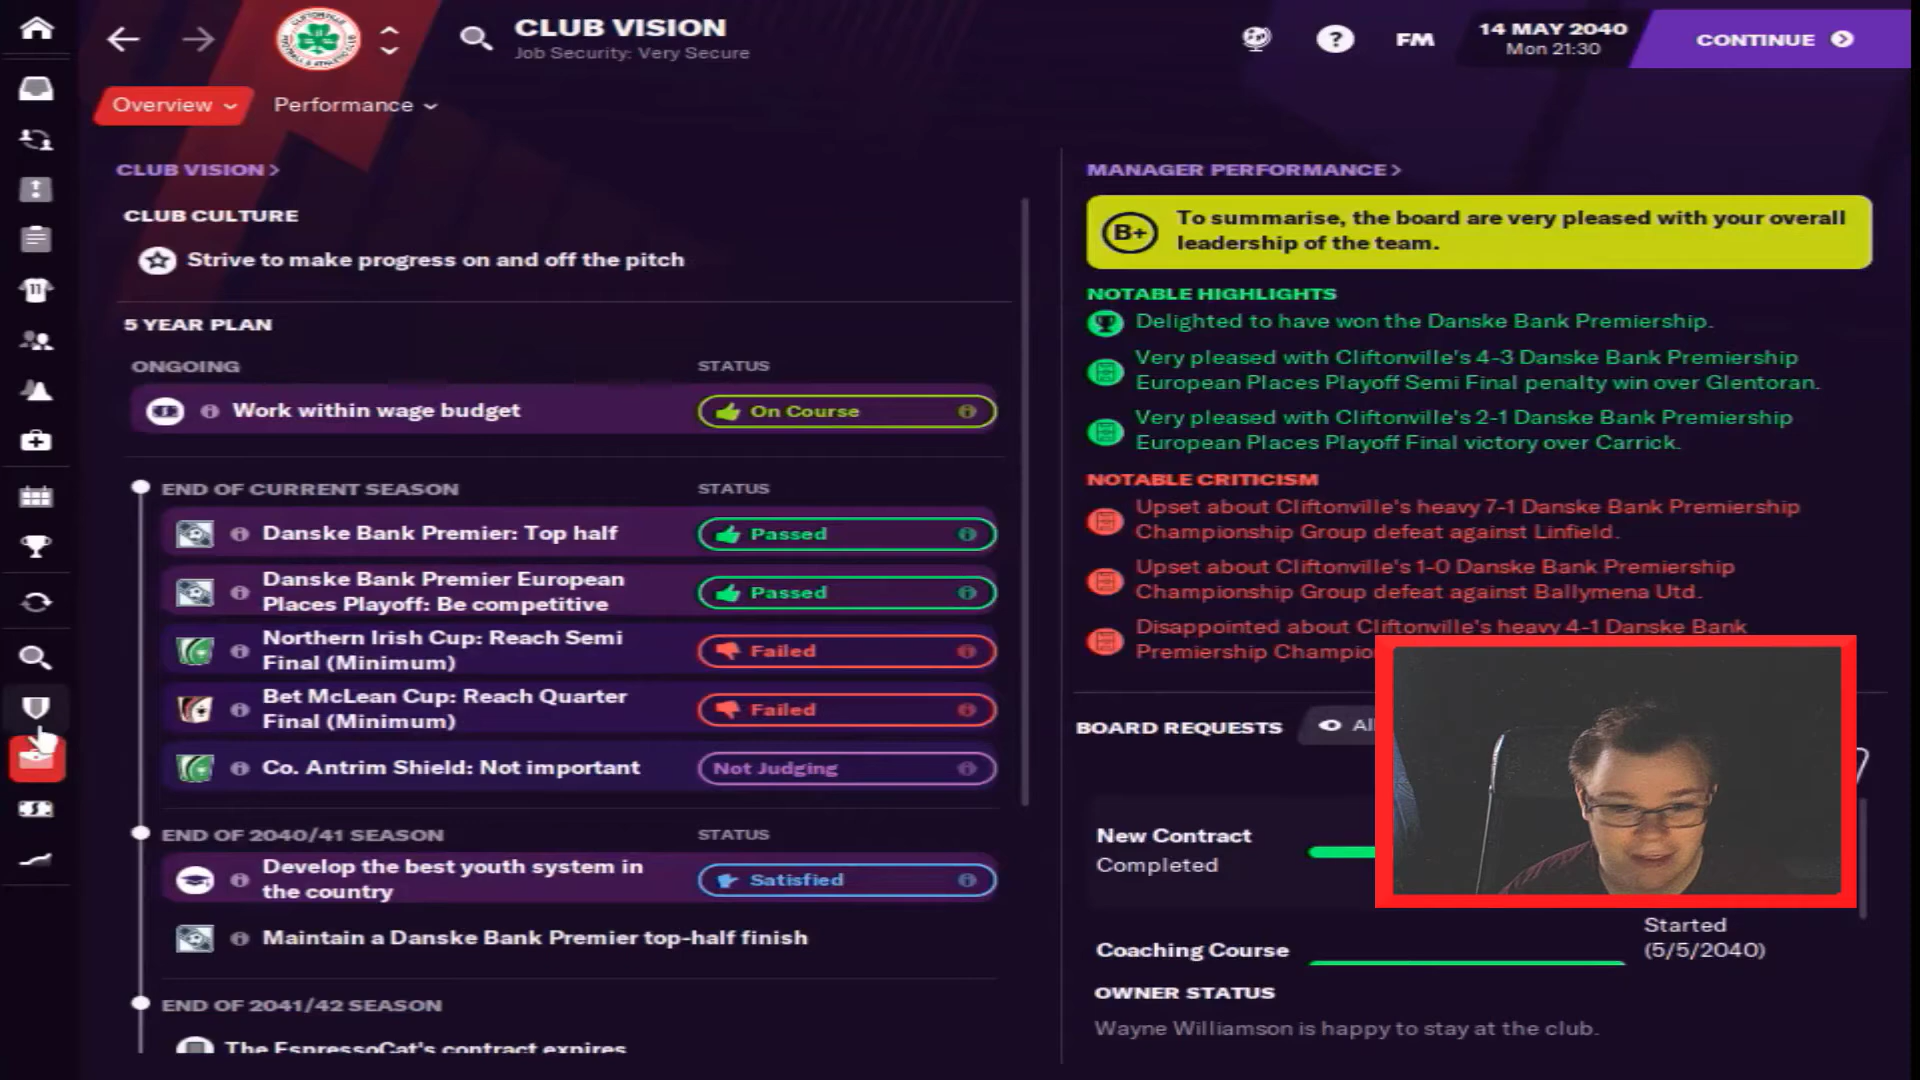 CLUB VISION
Job Security: Very Secure
FM
14 MAY 2040
Mon 21:30
CONTINUE
Overview
Performance
CLUB VISION >
CLUB CULTURE
Strive to make progress on and off the pitch
5 YEAR PLAN
ONGOING
STATUS
Work within wage budget
On Course
END OF CURRENT SEASON
STATUS
Danske Bank Premier: Top half
Passed
Danske Bank Premier European
Places Playoff: Be competitive
Passed
Northern Irish Cup: Reach Semi
Final (Minimum)
Failed
Bet McLean Cup: Reach Quarter
Final (Minimum)
Failed
Co. Antrim Shield: Not important
Not Judging
END OF 2040/41 SEASON
STATUS
Develop the best youth system in
the country
Satisfied
Maintain a Danske Bank Premier top-half finish
END OF 2041/42 SEASON
The EspressoCat's contract expires
MANAGER PERFORMANCE >
B+
To summarise, the board are very pleased with your overall
leadership of the team.
NOTABLE HIGHLIGHTS
Delighted to have won the Danske Bank Premiership.
Very pleased with Cliftonville's 4-3 Danske Bank Premiership
European Places Playoff Semi Final penalty win over Glentoran.
Very pleased with Cliftonville's 2-1 Danske Bank Premiership
European Places Playoff Final victory over Carrick.
NOTABLE CRITICISM
Upset about Cliftonville's heavy 7-1 Danske Bank Premiership
Championship Group defeat against Linfield.
Upset about Cliftonville's 1-0 Danske Bank Premiership
Championship Group defeat against Ballymena Utd.
Disappointed about Cliftonville's heavy 4-1 Danske Bank
Premiership
BOARD REQUESTS
New Contract
Completed
Coaching Course
Started
(5/5/2040)
OWNER STATUS
Wayne Williamson is happy to stay at the club.